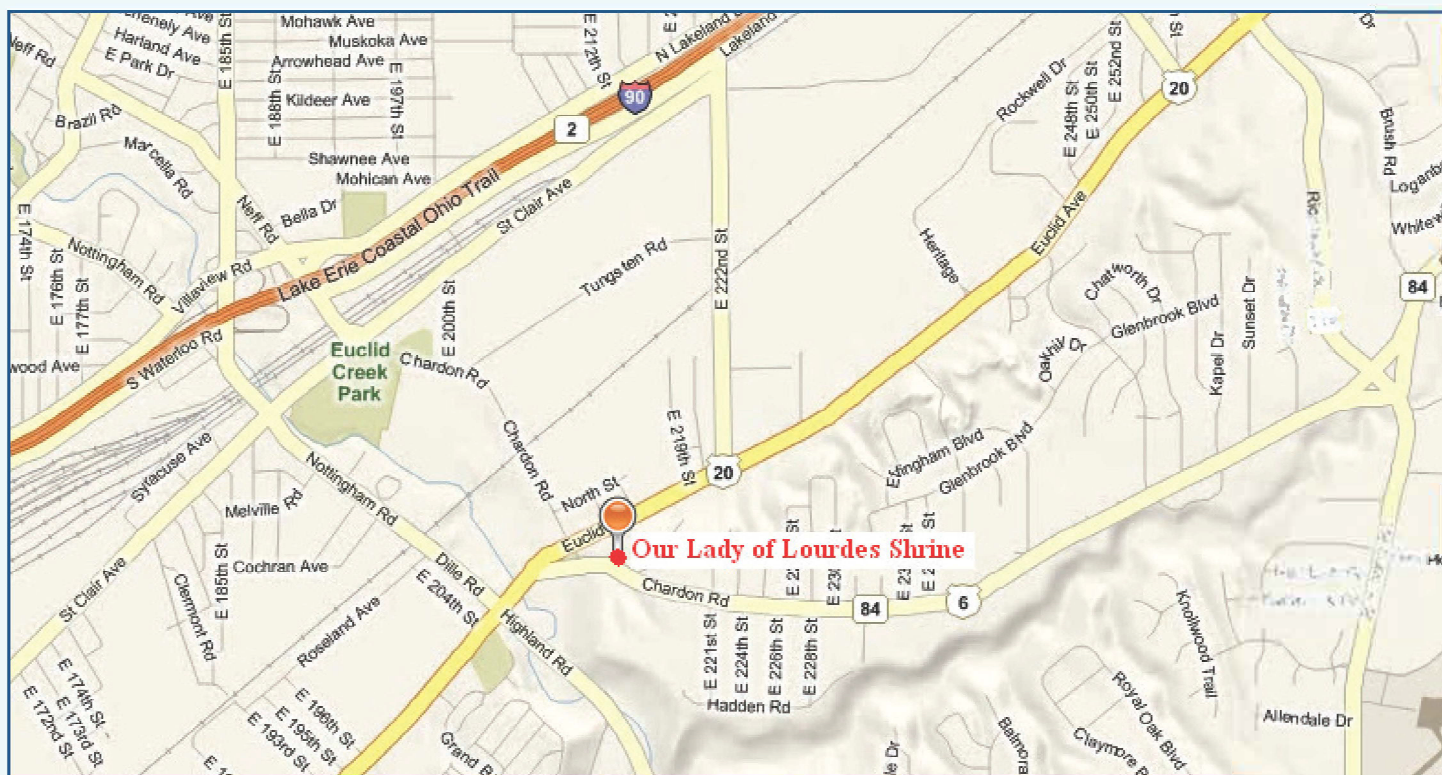 Mohawk Ave
Muskoka Ave
Harland Ave
E Park Dr
Arrowhead Ave
Neff Rd
E 185th St
E 188th St
Kildeer Ave
E 197th St
E 212th St
N Lakeland
Lakeland
90
2
Brazil Rd
Marcella Rd
Shawnee Ave
Mohican Ave
Neff Rd
Bella Dr
E 174th St
Nottingham Rd
E 176th St
E 177th St
Villaview Rd
Lake Erie Coastal Ohio Trail
St Clair Ave
S Waterloo Rd
wood Ave
E 200th St
Tungsten Rd
E 222nd St
Rockwell Dr
E 248th St
E 250th St
E 252nd St
20
Dr
Brush Rd
Heritage
Euclid Ave
Chatworth Dr
Glenbrook Blvd
Sunset Dr
Kapel Dr
Oakhill Dr
84
Euclid
Creek
Park
Chardon Rd
Chardon Rd
E 219th St
20
Effingham Blvd
Glenbrook Blvd
North St
Euclid
Our Lady of Lourdes Shrine
Chardon Rd
84
6
Syracuse Ave
Nottingham Rd
Melville Rd
E 185th St
Cochran Ave
Clermont Rd
St Clair Ave
Dille Rd
E 204th St
Highland Rd
Roseland Ave
E 221st St
E 224th St
E 226th St
E 228th St
Hadden Rd
E 174th St
E 173rd St
E 172nd St
E 196th St
E 195th St
E 193rd St
Grand B
Knollwood Trail
Royal Oak Blvd
Claymore
Balmora
le Dr
Allendale Dr